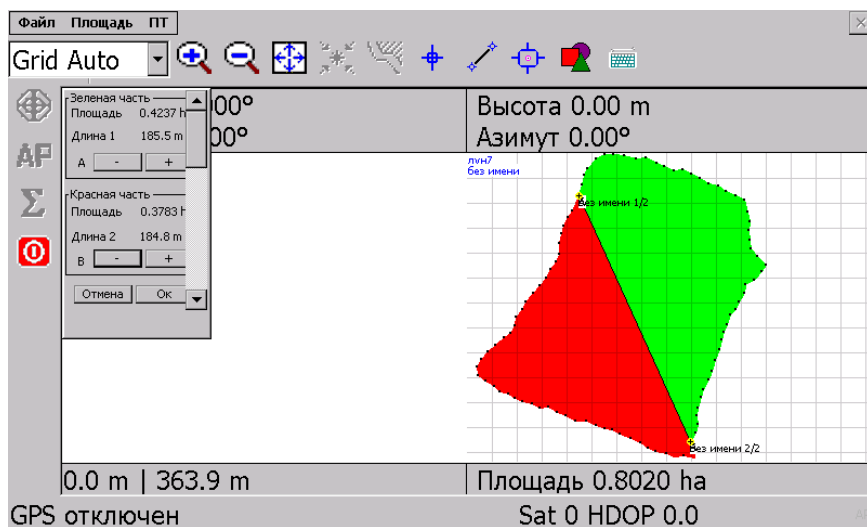 Файл Площадь ПТ
Grid Auto
AP
Σ
Зеленая часть
Площадь 0.4237 h
Длина 1 185.5 m
A - +
Красная часть
Площадь 0.3783 h
Длина 2 184.8 m
B - +
Отмена Ок
00°
0°
Высота 0.00 m
Азимут 0.00°
лун7
без имени
Без имени 1/2
Без имени 2/2
0.0 m | 363.9 m
Площадь 0.8020 ha
GPS отключен
Sat 0 HDOP 0.0